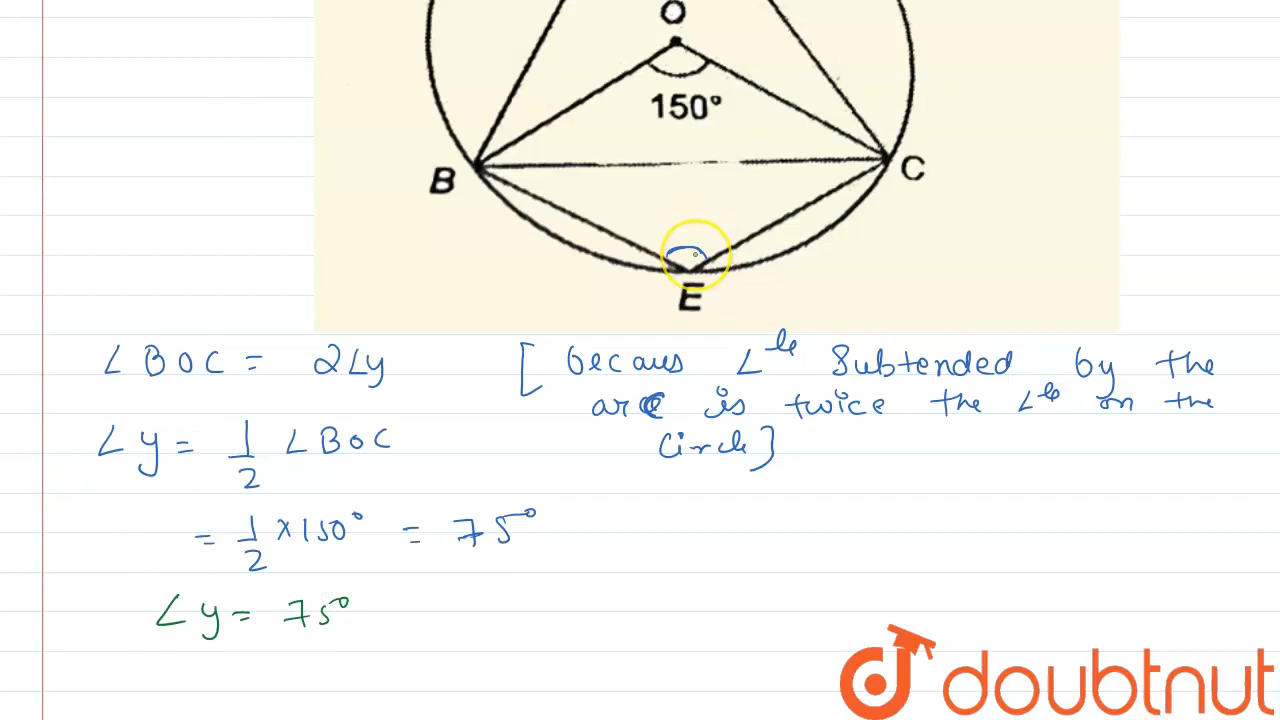 O
150°
B
C
E
∠BOC = 2∠y [becaus ∠le Subtended by the
arc is twice the ∠le on the
∠y = 1/2 ∠BOC circle]
= 1/2 × 150° = 75°
∠y = 75°
doubtnut